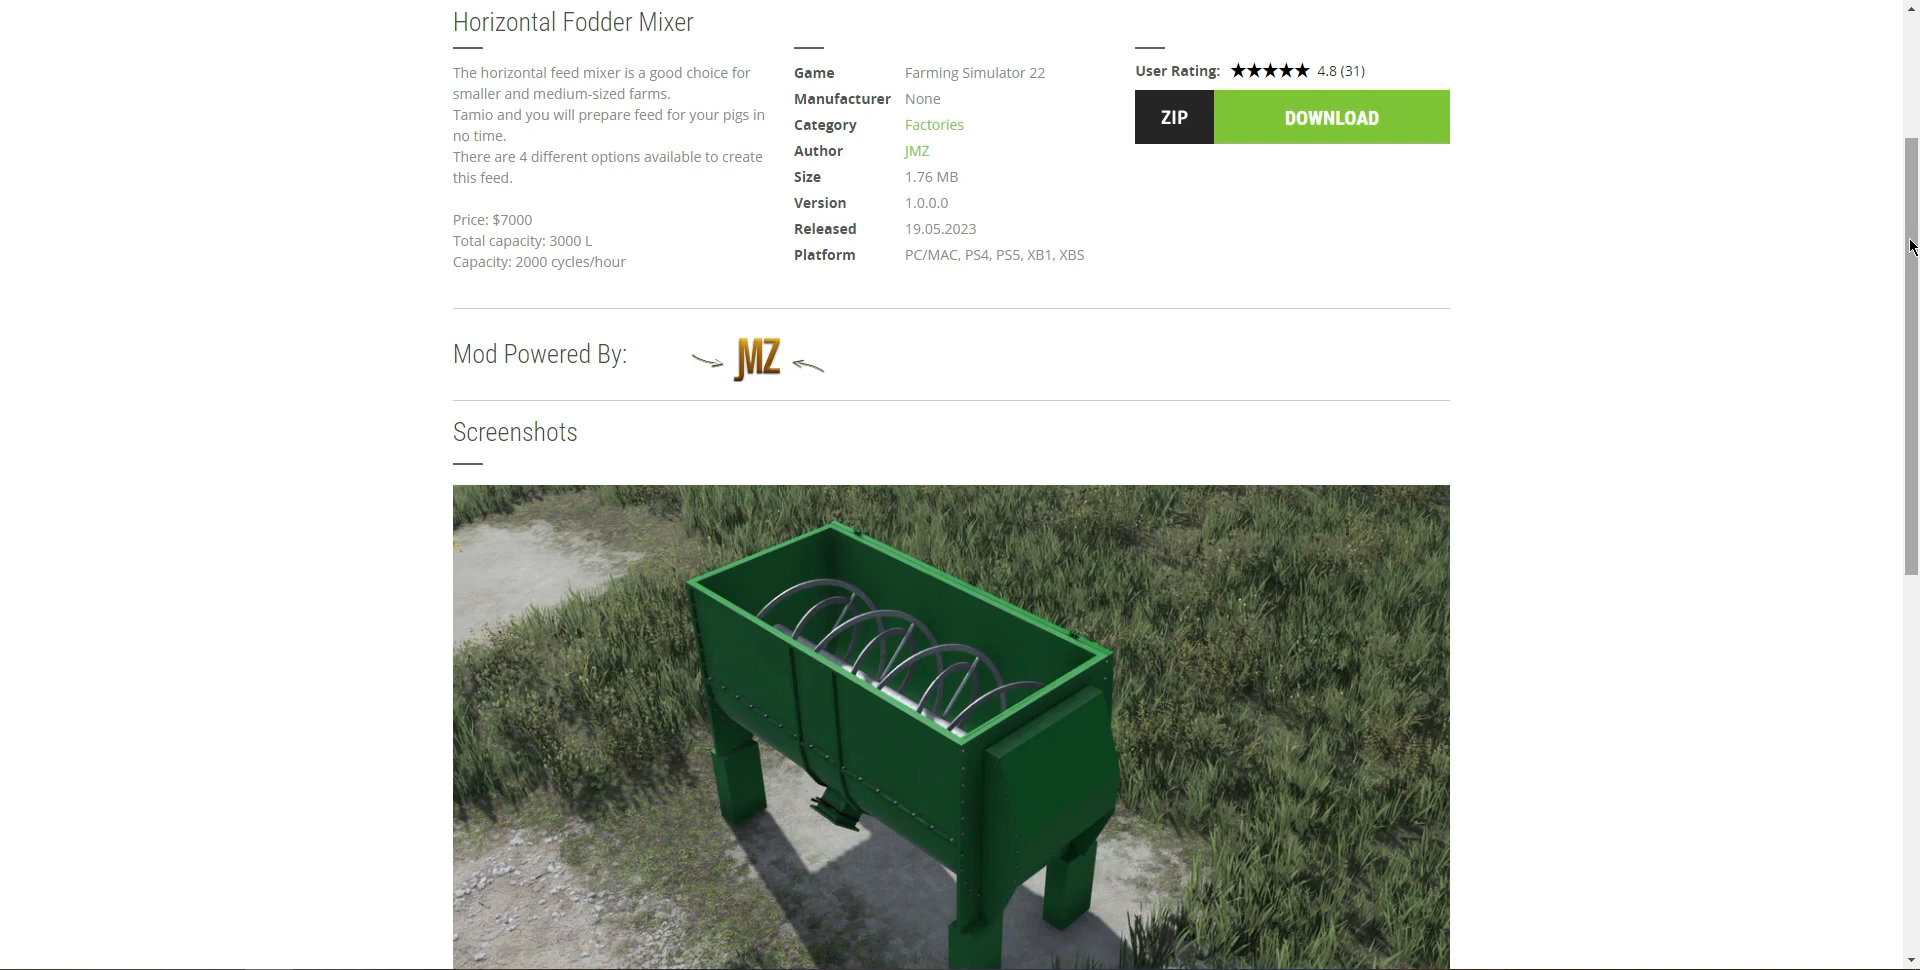 Horizontal Fodder Mixer
The horizontal feed mixer is a good choice for
smaller and medium-sized farms.
Tamio and you will prepare feed for your pigs in
no time.
There are 4 different options available to create
this feed.
Price: $7000
Total capacity: 3000 L
Capacity: 2000 cycles/hour
Game Farming Simulator 22
Manufacturer None
Category Factories
Author JMZ
Size 1.76 MB
Version 1.0.0.0
Released 19.05.2023
Platform PC/MAC, PS4, PS5, XB1, XBS
User Rating: ★★★★★ 4.8 (31)
ZIP DOWNLOAD
Mod Powered By: JMZ
Screenshots